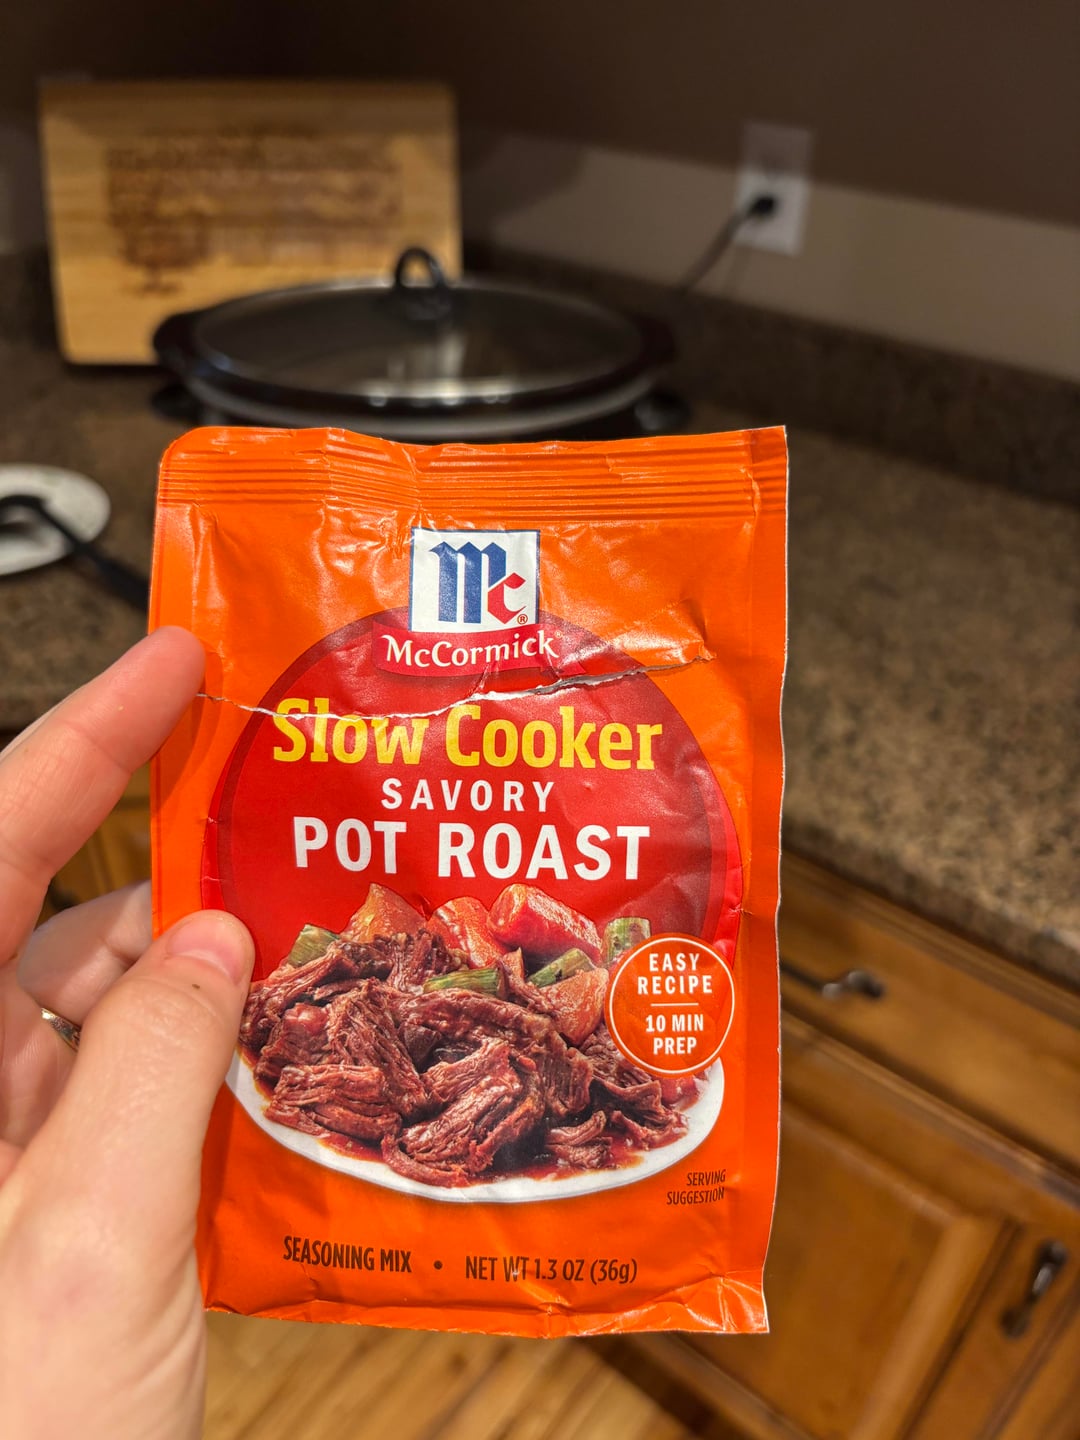 Mc®
McCormick®
Slow Cooker
SAVORY
POT ROAST
EASY
RECIPE
10 MIN
PREP
SERVING
SUGGESTION
SEASONING MIX • NET WT 1.3 OZ (36g)